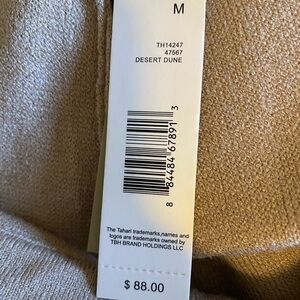 M
TH14247
47567
DESERT DUNE
8 84484 67891 3
The Tahari trademarks,names and
logos are trademarks owned by
TBH BRAND HOLDINGS LLC
$ 88.00